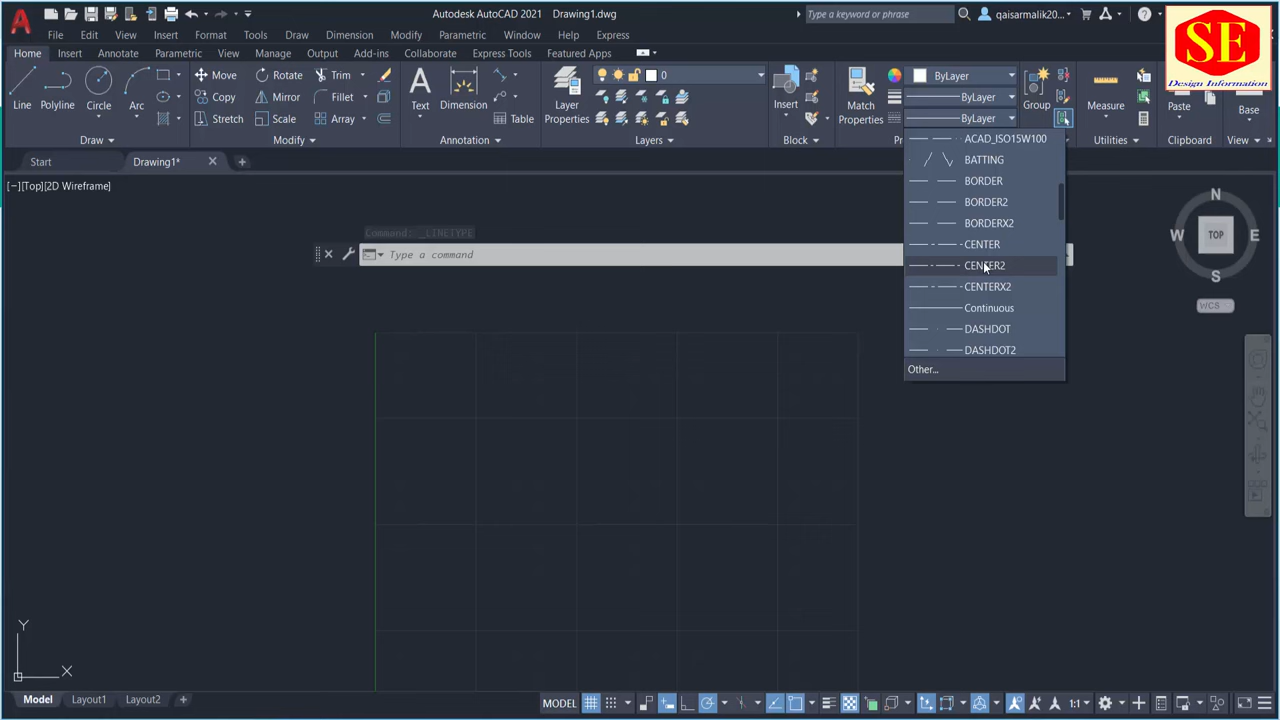 Autodesk AutoCAD 2021 Drawing1.dwg
Type a keyword or phrase
qaisarmalik20...
SE
Design Information
File Edit View Insert Format Tools Draw Dimension Modify Parametric Window Help Express
Home Insert Annotate Parametric View Manage Output Add-ins Collaborate Express Tools Featured Apps
Line Polyline Circle Arc
Move Rotate Trim
Copy Mirror Fillet
Stretch Scale Array
Text Dimension Table
Layer
Properties
0
Insert
Match
Properties
ByLayer
ByLayer
ByLayer
Group Measure Paste Base
Draw Modify Annotation Layers Block Utilities Clipboard View
Start Drawing1*
[−][Top][2D Wireframe]
Command: _LINETYPE
Type a command
ACAD_ISO15W100
BATTING
BORDER
BORDER2
BORDERX2
CENTER
CENTER2
CENTERX2
Continuous
DASHDOT
DASHDOT2
Other...
N
W TOP E
S
WCS
Y
X
Model Layout1 Layout2
MODEL 1:1